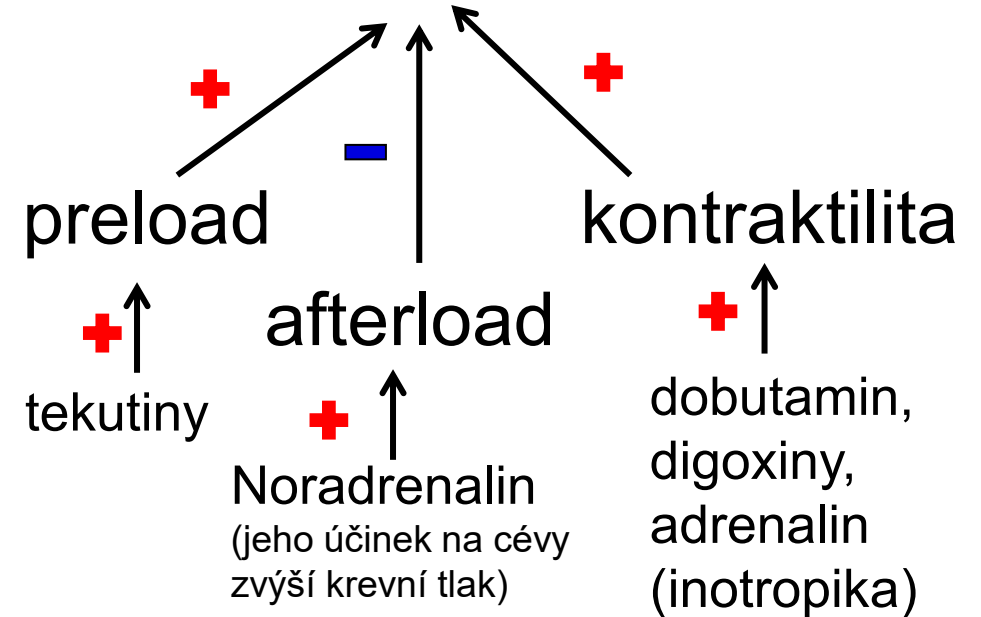 preload
kontraktilita
afterload
tekutiny
Noradrenalin
(jeho účinek na cévy
zvýší krevní tlak)
dobutamin,
digoxiny,
adrenalin
(inotropika)